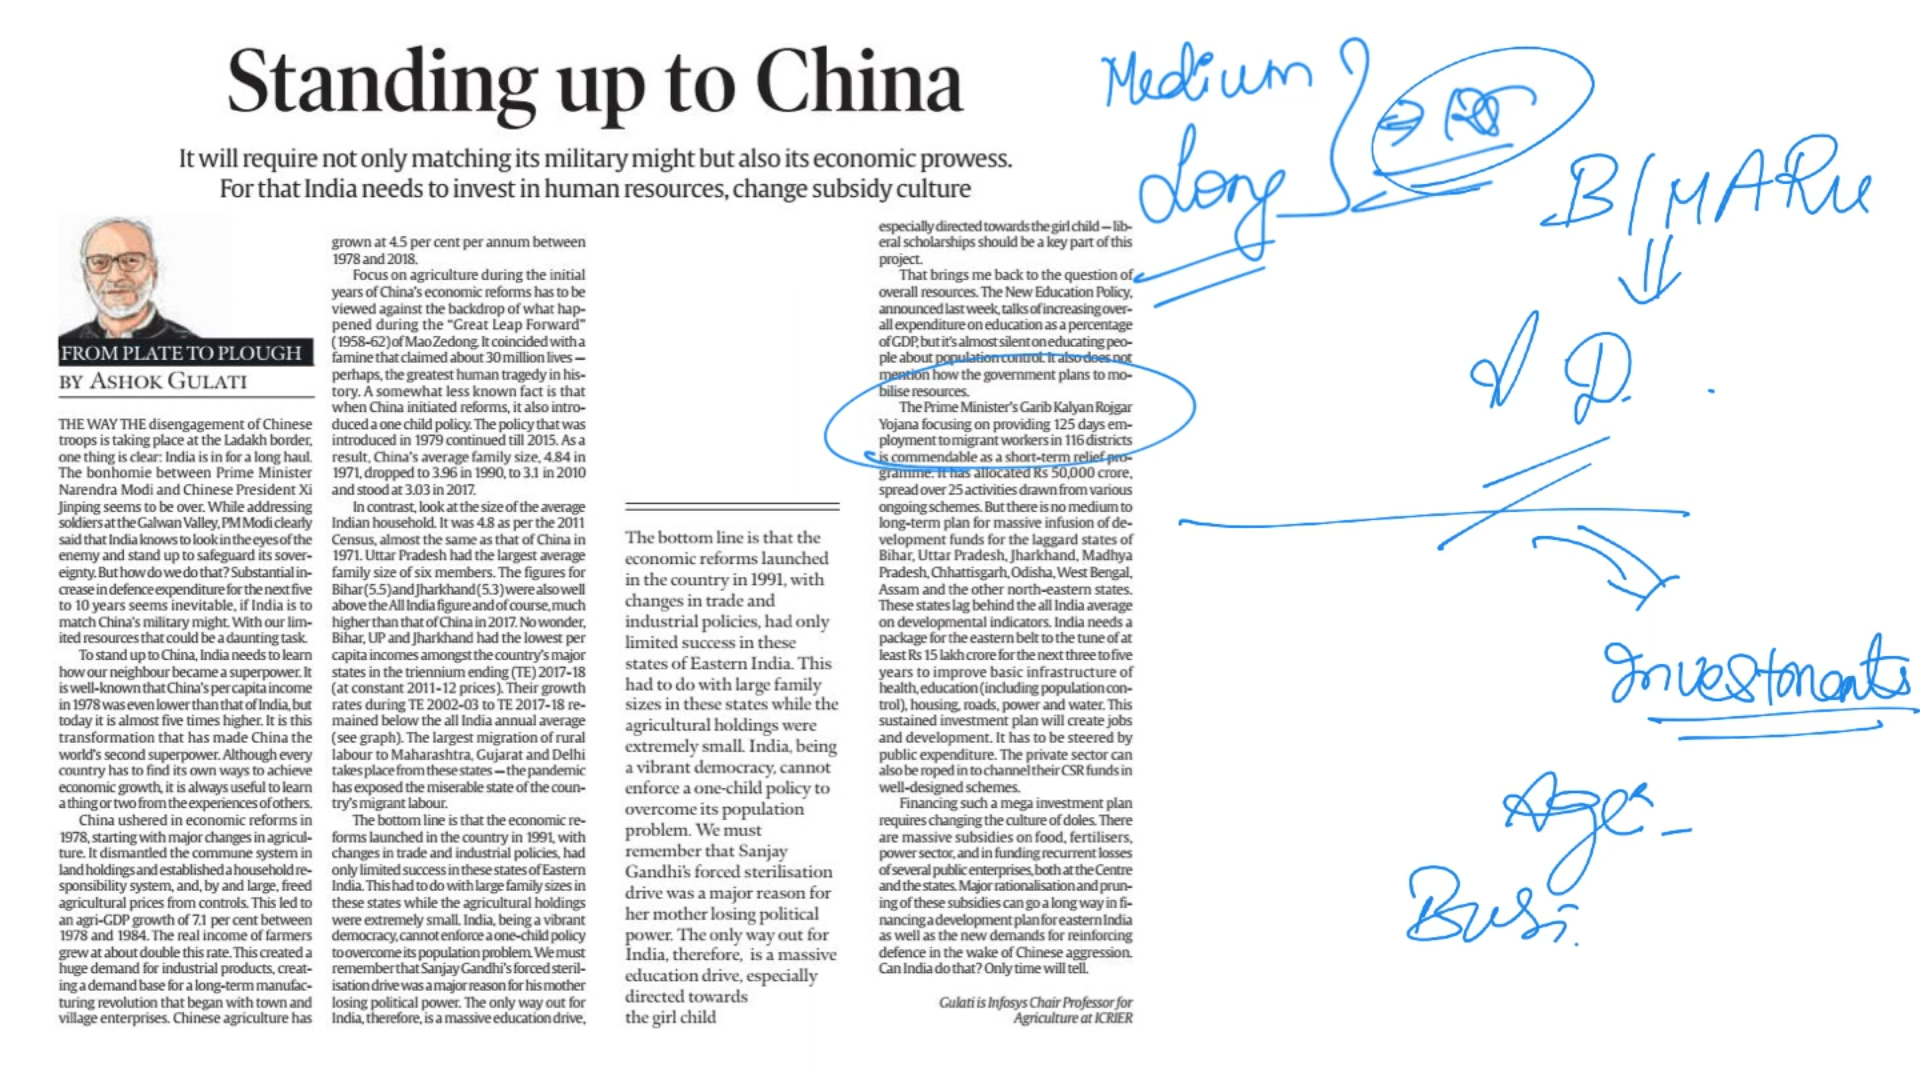 Standing up to China
It will require not only matching its military might but also its economic prowess.
For that India needs to invest in human resources, change subsidy culture
FROM PLATE TO PLOUGH
BY ASHOK GULATI
THE WAY THE disengagement of Chinese
troops is taking place at the Ladakh border,
one thing is clear: India is in for a long haul.
The bonhomie between Prime Minister
Narendra Modi and Chinese President Xi
Jinping seems to be over. While addressing
soldiers at the Galwan Valley, PM Modi clearly
said that India knows to look in the eyes of the
enemy and stand up to safeguard its sover-
eignty. But how do we do that? Substantial in-
crease in defence expenditure for the next five
to 10 years seems inevitable, if India is to
match China's military might. With our lim-
ited resources that could be a daunting task.
To stand up to China, India needs to learn
how our neighbour became a superpower. It
is well-known that China's per capita income
in 1978 was even lower than that of India, but
today it is almost five times higher. It is this
transformation that has made China the
world's second superpower. Although every
country has to find its own ways to achieve
economic growth, it is always useful to learn
a thing or two from the experiences of others.
China ushered in economic reforms in
1978, starting with major changes in agricul-
ture. It dismantled the commune system in
land holdings and established a household re-
sponsibility system, and, by and large, freed
agricultural prices from controls. This led to
an agri-GDP growth of 7.1 per cent between
1978 and 1984. The real income of farmers
grew at about double this rate. This created a
huge demand for industrial products, creat-
ing a demand base for a long-term manufac-
turing revolution that began with town and
village enterprises. Chinese agriculture has
grown at 4.5 per cent per annum between
1978 and 2018.
Focus on agriculture during the initial
years of China's economic reforms has to be
viewed against the backdrop of what hap-
pened during the "Great Leap Forward"
(1958-62) of Mao Zedong. It coincided with a
famine that claimed about 30 million lives —
perhaps, the greatest human tragedy in his-
tory. A somewhat less known fact is that
when China initiated reforms, it also intro-
duced a one child policy. The policy that was
introduced in 1979 continued till 2015. As a
result, China's average family size, 4.84 in
1971, dropped to 3.96 in 1990, to 3.1 in 2010
and stood at 3.03 in 2017.
In contrast, look at the size of the average
Indian household. It was 4.8 as per the 2011
Census, almost the same as that of China in
1971. Uttar Pradesh had the largest average
family size of six members. The figures for
Bihar (5.5) and Jharkhand (5.3) were also well
above the All India figure and of course, much
higher than that of China in 2017. No wonder,
Bihar, UP and Jharkhand had the lowest per
capita incomes amongst the country's major
states in the triennium ending (TE) 2017-18
(at constant 2011-12 prices). Their growth
rates during TE 2002-03 to TE 2017-18 re-
mained below the all India annual average
(see graph). The largest migration of rural
labour to Maharashtra, Gujarat and Delhi
takes place from these states — the pandemic
has exposed the miserable state of the coun-
try's migrant labour.
The bottom line is that the economic re-
forms launched in the country in 1991, with
changes in trade and industrial policies, had
only limited success in these states of Eastern
India. This had to do with large family sizes in
these states while the agricultural holdings
were extremely small. India, being a vibrant
democracy, cannot enforce a one-child policy
to overcome its population problem. We must
remember that Sanjay Gandhi's forced steril-
isation drive was a major reason for his mother
losing political power. The only way out for
India, therefore, is a massive education drive,
The bottom line is that the
economic reforms launched
in the country in 1991, with
changes in trade and
industrial policies, had only
limited success in these
states of Eastern India. This
had to do with large family
sizes in these states while the
agricultural holdings were
extremely small. India, being
a vibrant democracy, cannot
enforce a one-child policy to
overcome its population
problem. We must
remember that Sanjay
Gandhi's forced sterilisation
drive was a major reason for
her mother losing political
power. The only way out for
India, therefore, is a massive
education drive, especially
directed towards
the girl child
especially directed towards the girl child — lib-
eral scholarships should be a key part of this
project.
That brings me back to the question of
overall resources. The New Education Policy,
announced last week, talks of increasing over-
all expenditure on education as a percentage
of GDP, but it's almost silent on educating peo-
ple about population control. It also does not
mention how the government plans to mo-
bilise resources.
The Prime Minister's Garib Kalyan Rojgar
Yojana focusing on providing 125 days em-
ployment to migrant workers in 116 districts
is commendable as a short-term relief pro-
gramme. It has allocated Rs 50,000 crore,
spread over 25 activities drawn from various
ongoing schemes. But there is no medium to
long-term plan for massive infusion of de-
velopment funds for the laggard states of
Bihar, Uttar Pradesh, Jharkhand, Madhya
Pradesh, Chhattisgarh, Odisha, West Bengal,
Assam and the other north-eastern states.
These states lag behind the all India average
on developmental indicators. India needs a
package for the eastern belt to the tune of at
least Rs 15 lakh crore for the next three to five
years to improve basic infrastructure of
health, education (including population con-
trol), housing, roads, power and water. This
sustained investment plan will create jobs
and development. It has to be steered by
public expenditure. The private sector can
also be roped in to channel their CSR funds in
well-designed schemes.
Financing such a mega investment plan
requires changing the culture of doles. There
are massive subsidies on food, fertilisers,
power sector, and in funding recurrent losses
of several public enterprises, both at the Centre
and the states. Major rationalisation and prun-
ing of these subsidies can go a long way in fi-
nancing a development plan for eastern India
as well as the new demands for reinforcing
defence in the wake of Chinese aggression.
Can India do that? Only time will tell.
Gulati is Infosys Chair Professor for
Agriculture at ICRIER
Medium
Long
BIMARU
D.
Investments
Busi.